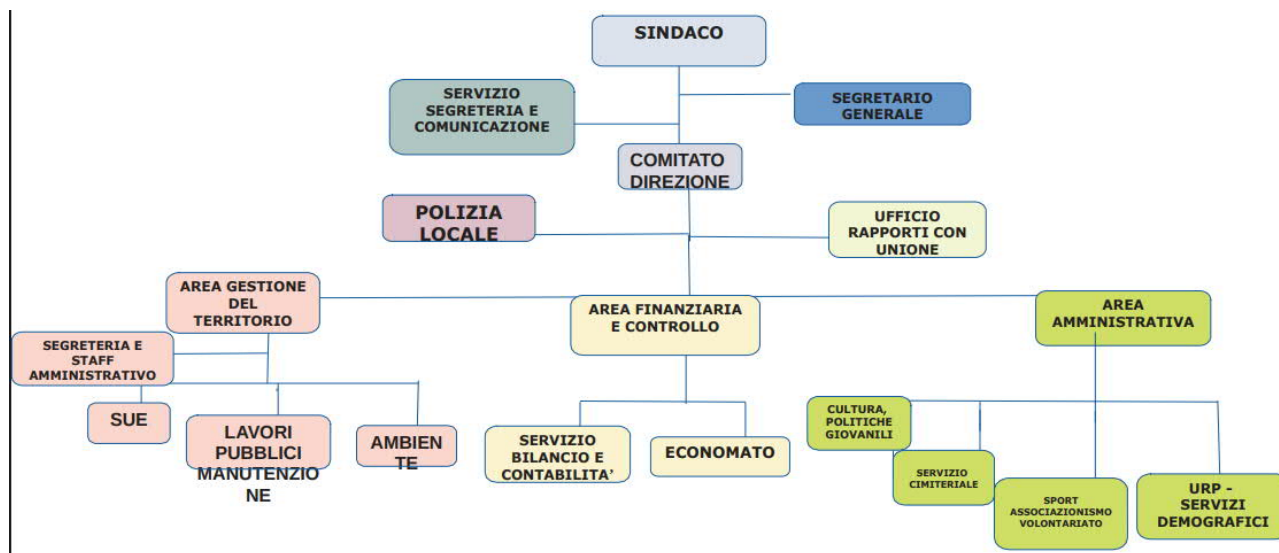 SINDACO
SERVIZIO
SEGRETERIA E
COMUNICAZIONE
SEGRETARIO
GENERALE
COMITATO
DIREZIONE
POLIZIA
LOCALE
UFFICIO
RAPPORTI CON
UNIONE
AREA GESTIONE
DEL
TERRITORIO
AREA FINANZIARIA
E CONTROLLO
AREA
AMMINISTRATIVA
SEGRETERIA E
STAFF
AMMINISTRATIVO
SUE
LAVORI
PUBBLICI
MANUTENZIO
NE
AMBIEN
TE
SERVIZIO
BILANCIO E
CONTABILITA’
ECONOMATO
CULTURA,
POLITICHE
GIOVANILI
SERVIZIO
CIMITERIALE
SPORT
ASSOCIAZIONISMO
VOLONTARIATO
URP -
SERVIZI
DEMOGRAFICI